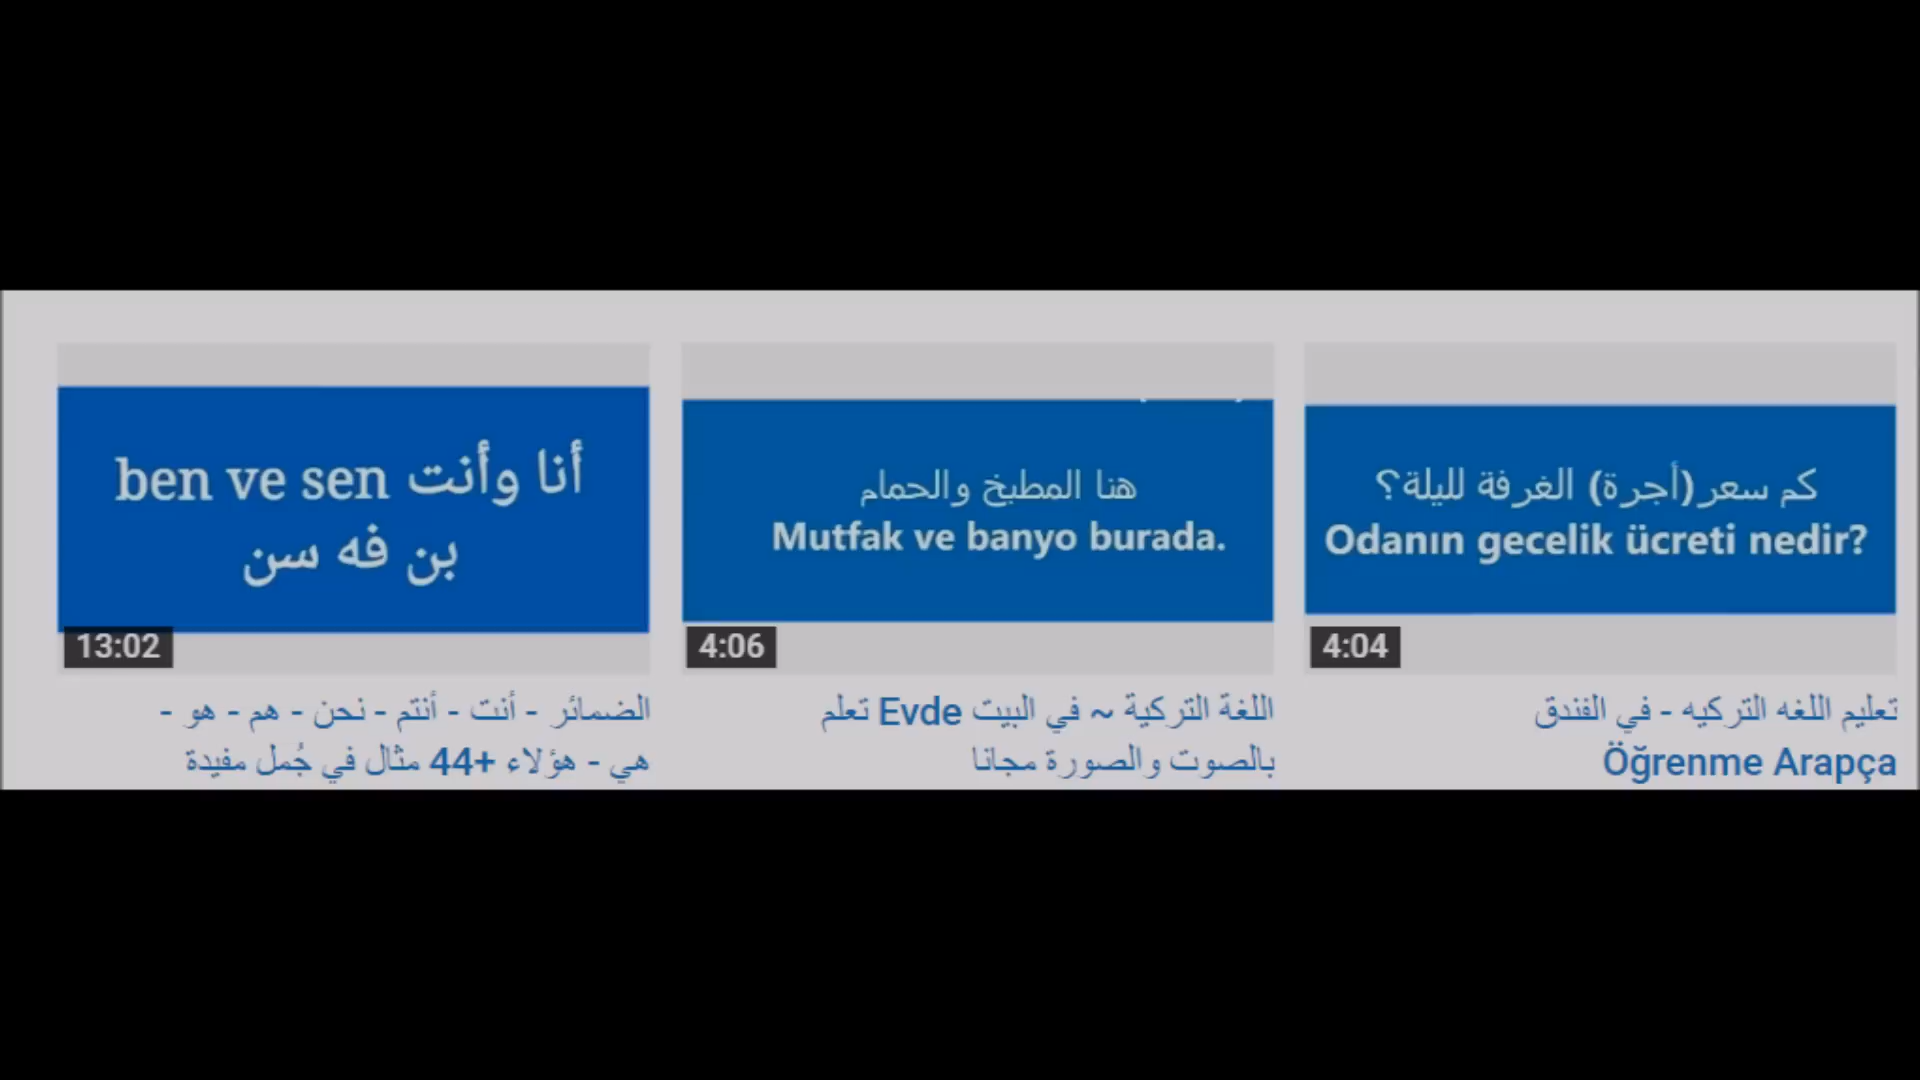 أنا وأنت ben ve sen
بن فه سن
13:02
الضمائر - أنت - أنتم - نحن - هم - هو -
هي - هؤلاء +44 مثال في جُمل مفيدة
هنا المطبخ والحمام
Mutfak ve banyo burada.
4:06
اللغة التركية ~ في البيت Evde تعلم
بالصوت والصورة مجانا
كم سعر(أجرة) الغرفة لليلة؟
Odanın gecelik ücreti nedir?
4:04
تعليم اللغه التركيه - في الفندق
Öğrenme Arapça